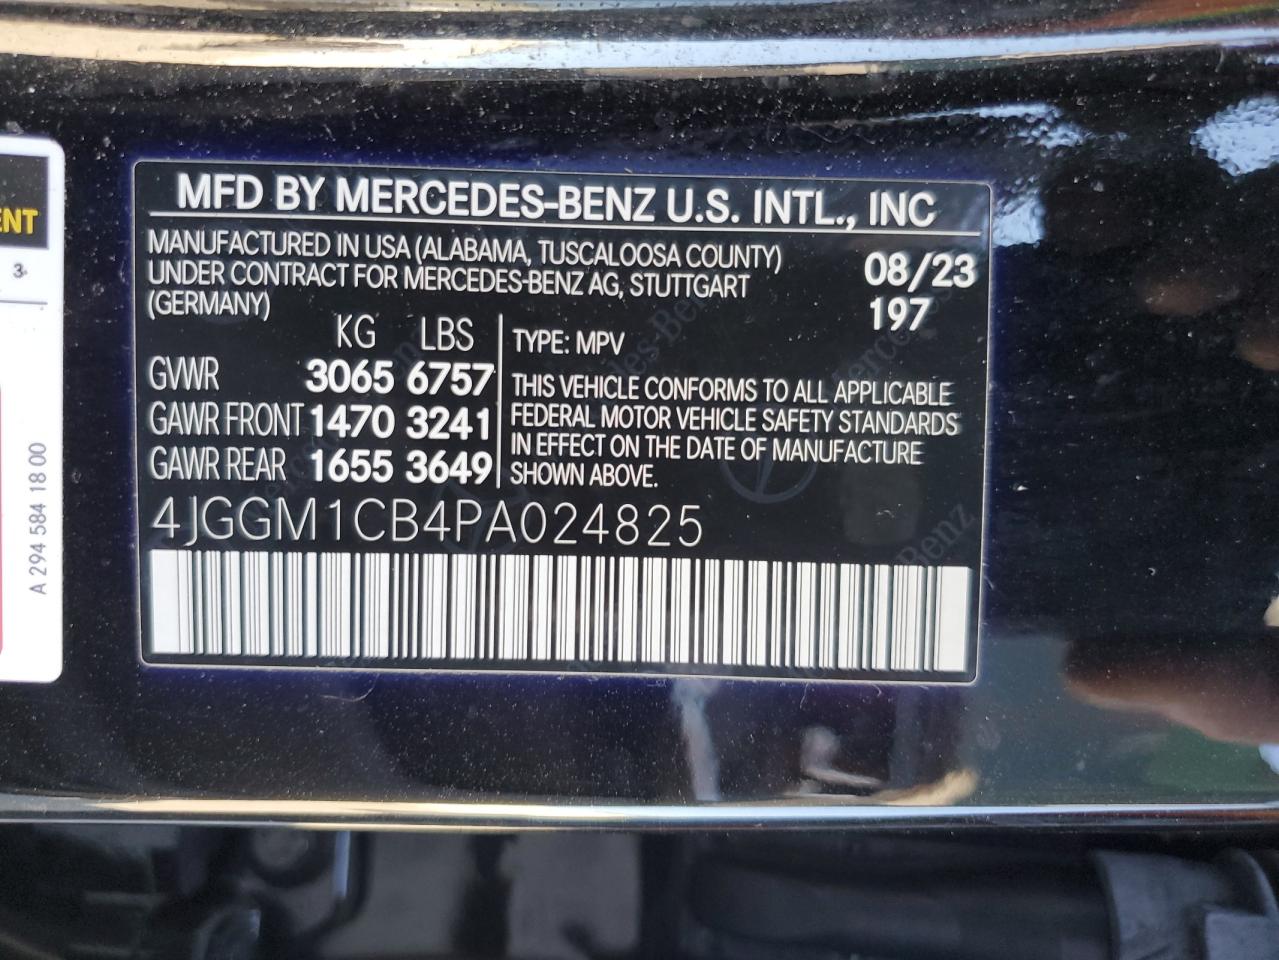 MFD BY MERCEDES-BENZ U.S. INTL., INC
MANUFACTURED IN USA (ALABAMA, TUSCALOOSA COUNTY) 08/23
UNDER CONTRACT FOR MERCEDES-BENZ AG, STUTTGART
(GERMANY) 197
KG LBS
GVWR 3065 6757
GAWR FRONT 1470 3241
GAWR REAR 1655 3649
TYPE: MPV
THIS VEHICLE CONFORMS TO ALL APPLICABLE
FEDERAL MOTOR VEHICLE SAFETY STANDARDS
IN EFFECT ON THE DATE OF MANUFACTURE
SHOWN ABOVE.
4JGGM1CB4PA024825
3
A 294 584 18 00